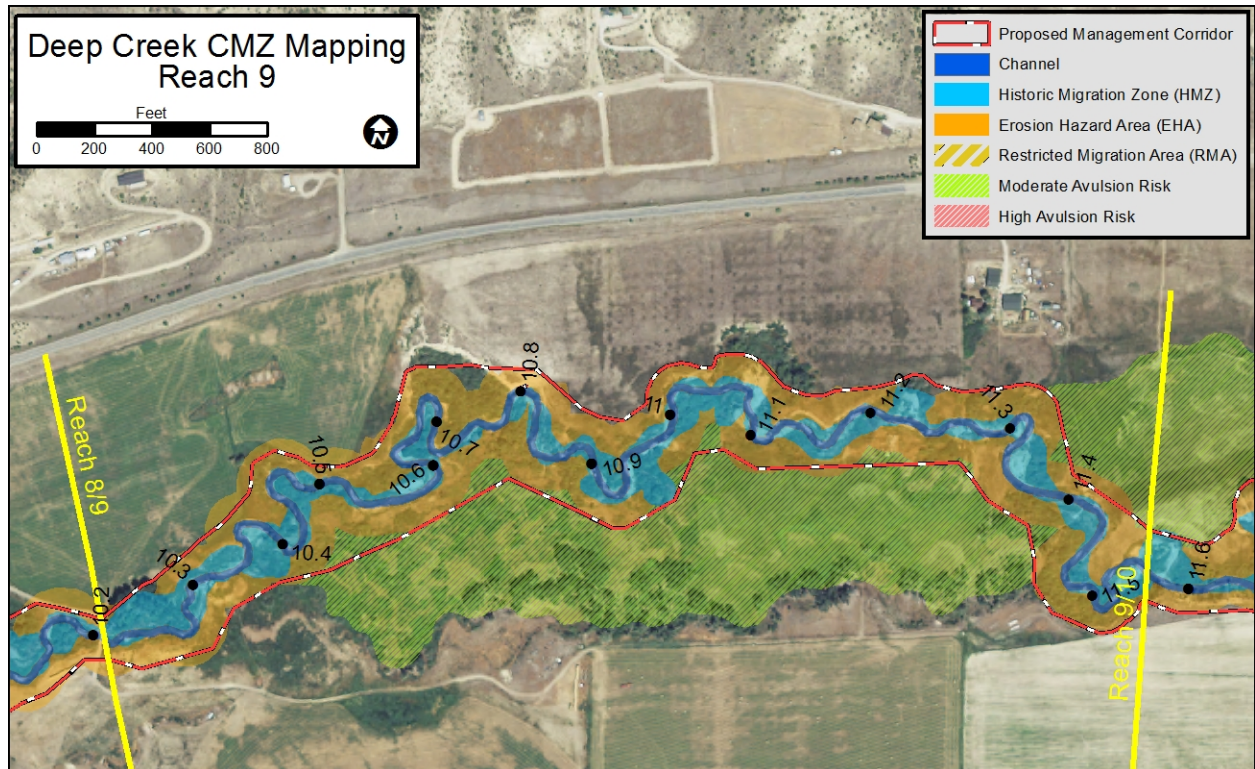 Deep Creek CMZ Mapping
Reach 9
Feet
0 200 400 600 800
N
Proposed Management Corridor
Channel
Historic Migration Zone (HMZ)
Erosion Hazard Area (EHA)
Restricted Migration Area (RMA)
Moderate Avulsion Risk
High Avulsion Risk
Reach 8/9
10.2
10.3
10.4
10.5
10.6
10.7
10.8
10.9
11
11.1
11.2
11.3
11.4
11.5
11.6
Reach 9/10